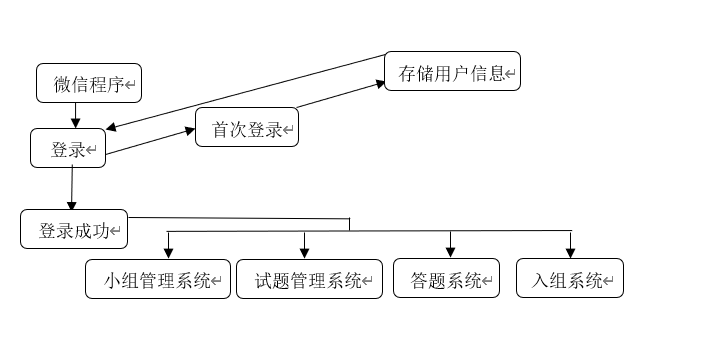 微信程序
存储用户信息
首次登录
登录
登录成功
小组管理系统
试题管理系统
答题系统
入组系统